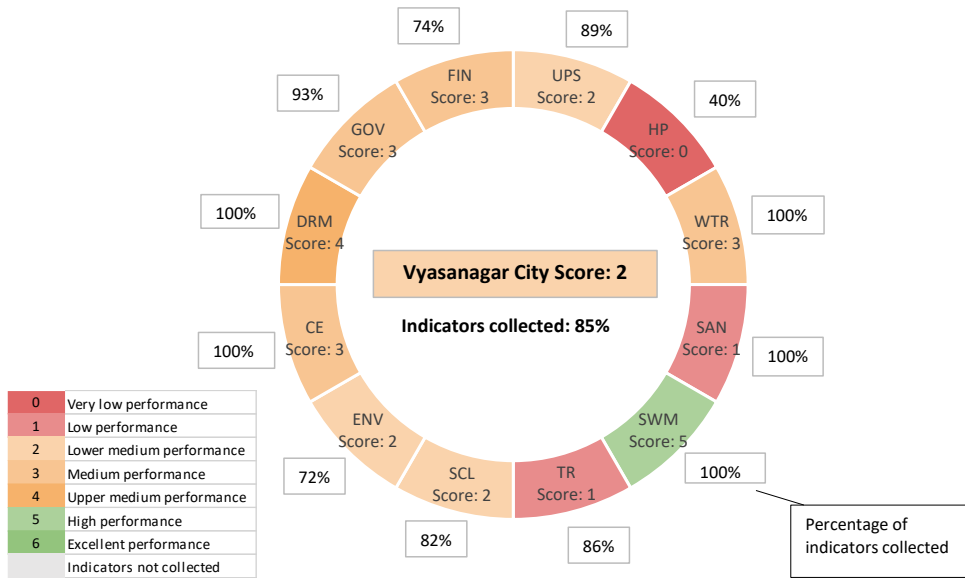 74%
89%
FIN
Score: 3
UPS
Score: 2
93%
40%
GOV
Score: 3
HP
Score: 0
100%
DRM
Score: 4
WTR
Score: 3
100%
Vyasanagar City Score: 2
Indicators collected: 85%
CE
Score: 3
SAN
Score: 1
100%
100%
ENV
Score: 2
SWM
Score: 5
72%
SCL
Score: 2
TR
Score: 1
100%
82%
86%
0 Very low performance
1 Low performance
2 Lower medium performance
3 Medium performance
4 Upper medium performance
5 High performance
6 Excellent performance
Indicators not collected
Percentage of
indicators collected